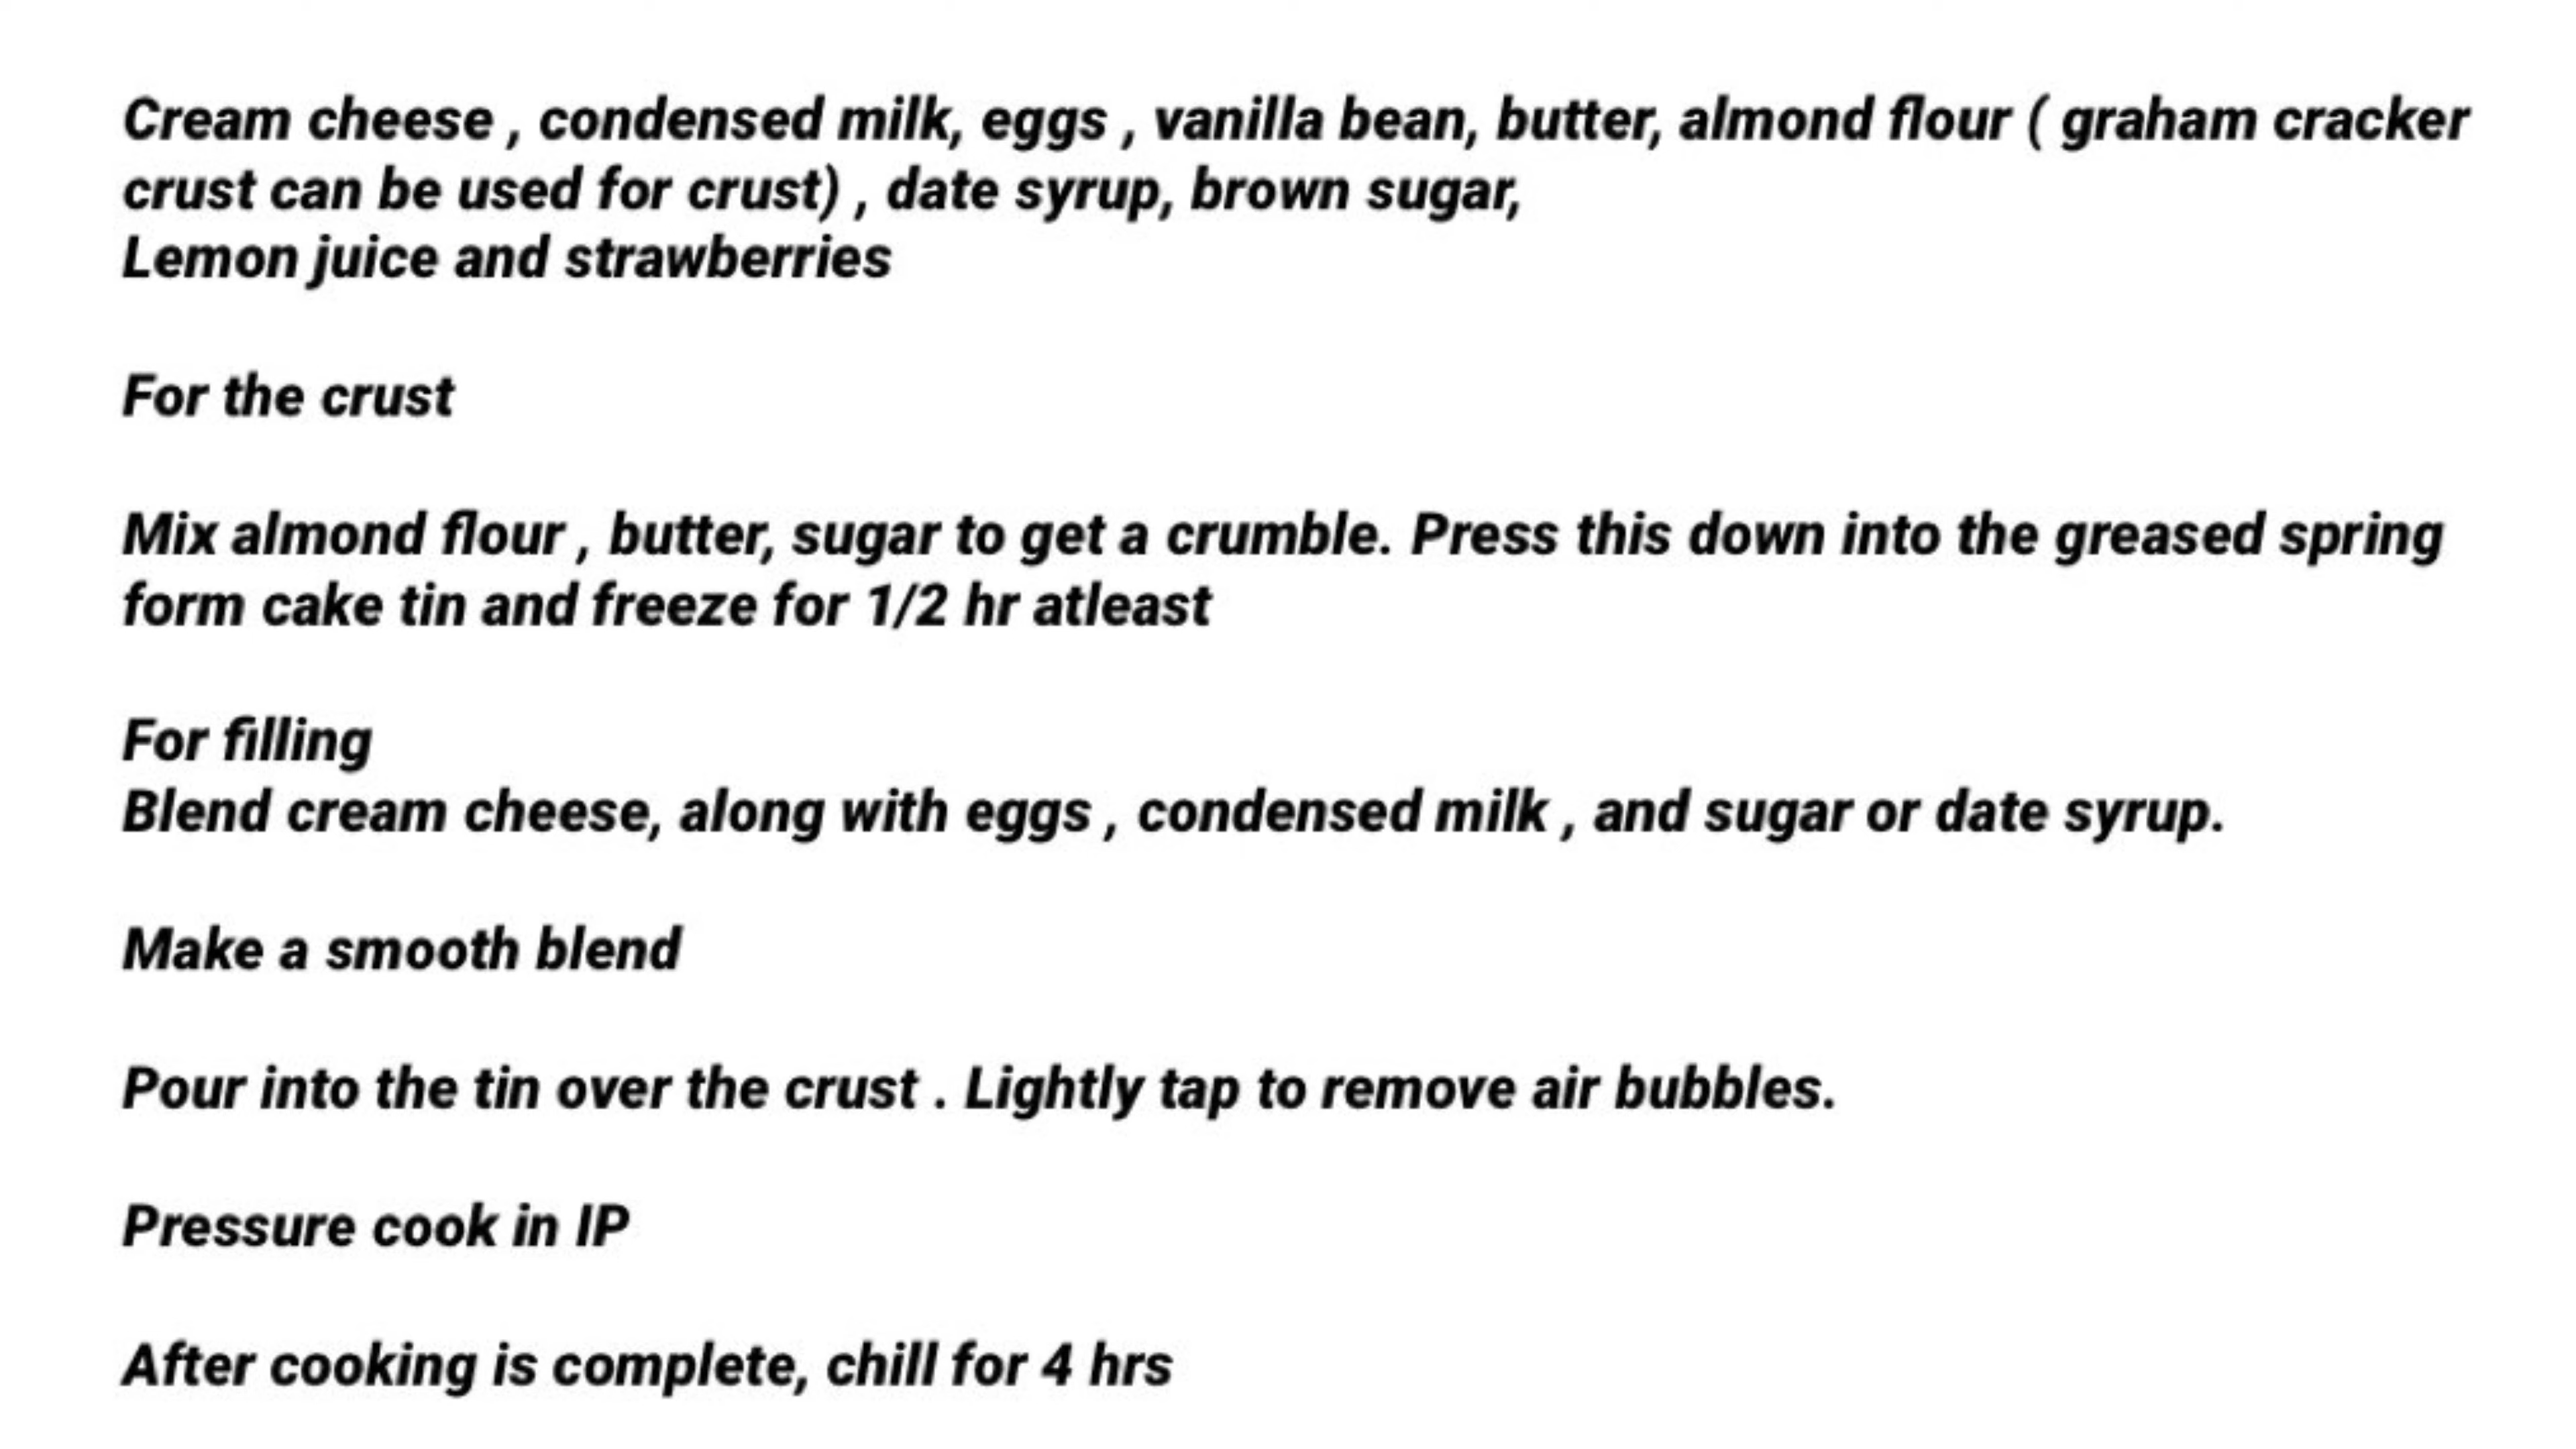 Cream cheese , condensed milk, eggs , vanilla bean, butter, almond flour ( graham cracker
crust can be used for crust) , date syrup, brown sugar,
Lemon juice and strawberries
For the crust
Mix almond flour , butter, sugar to get a crumble. Press this down into the greased spring
form cake tin and freeze for 1/2 hr atleast
For filling
Blend cream cheese, along with eggs , condensed milk , and sugar or date syrup.
Make a smooth blend
Pour into the tin over the crust . Lightly tap to remove air bubbles.
Pressure cook in IP
After cooking is complete, chill for 4 hrs